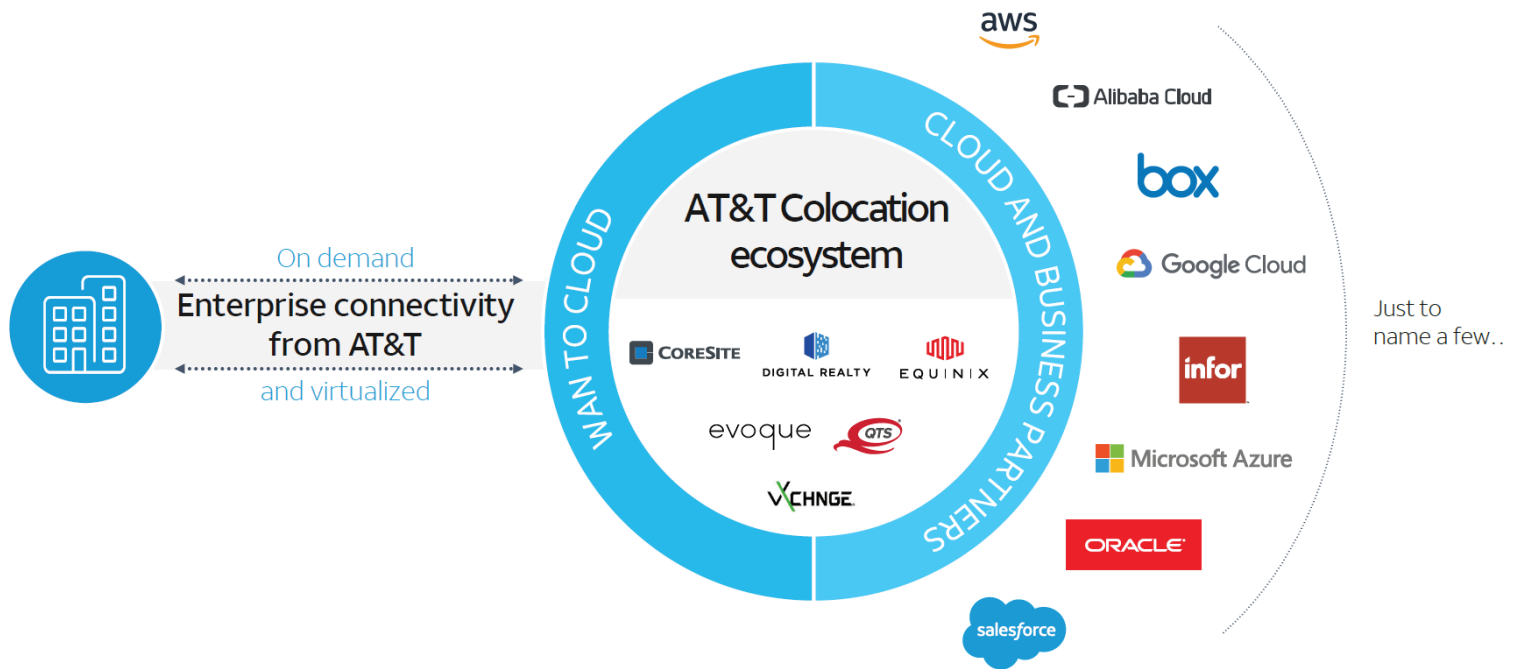 On demand
Enterprise connectivity
from AT&T
and virtualized
WAN TO CLOUD
AT&T Colocation
ecosystem
CORESITE
DIGITAL REALTY
EQUINIX
evoque
QTS
vXCHNGE
CLOUD AND BUSINESS PARTNERS
aws
Alibaba Cloud
box
Google Cloud
infor
Microsoft Azure
ORACLE
salesforce
Just to
name a few..